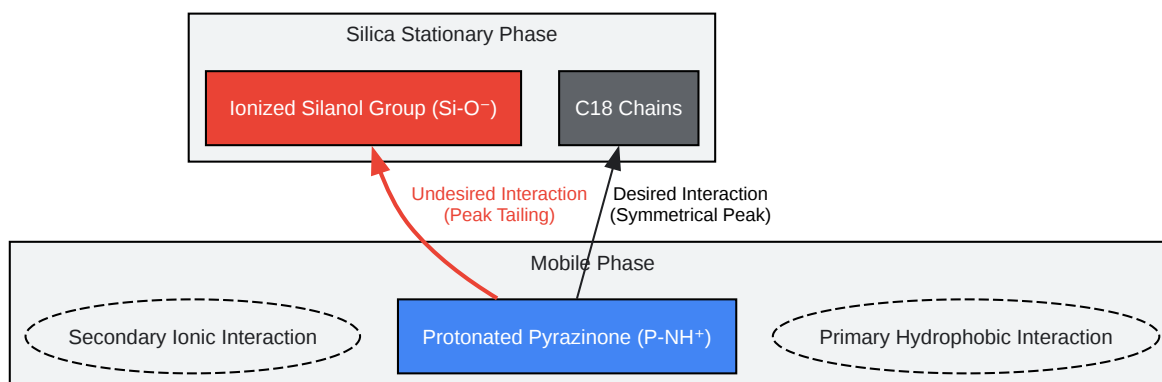 Silica Stationary Phase
Ionized Silanol Group (Si-O⁻)
C18 Chains
Undesired Interaction
(Peak Tailing)
Desired Interaction
(Symmetrical Peak)
Mobile Phase
Secondary Ionic Interaction
Protonated Pyrazinone (P-NH⁺)
Primary Hydrophobic Interaction